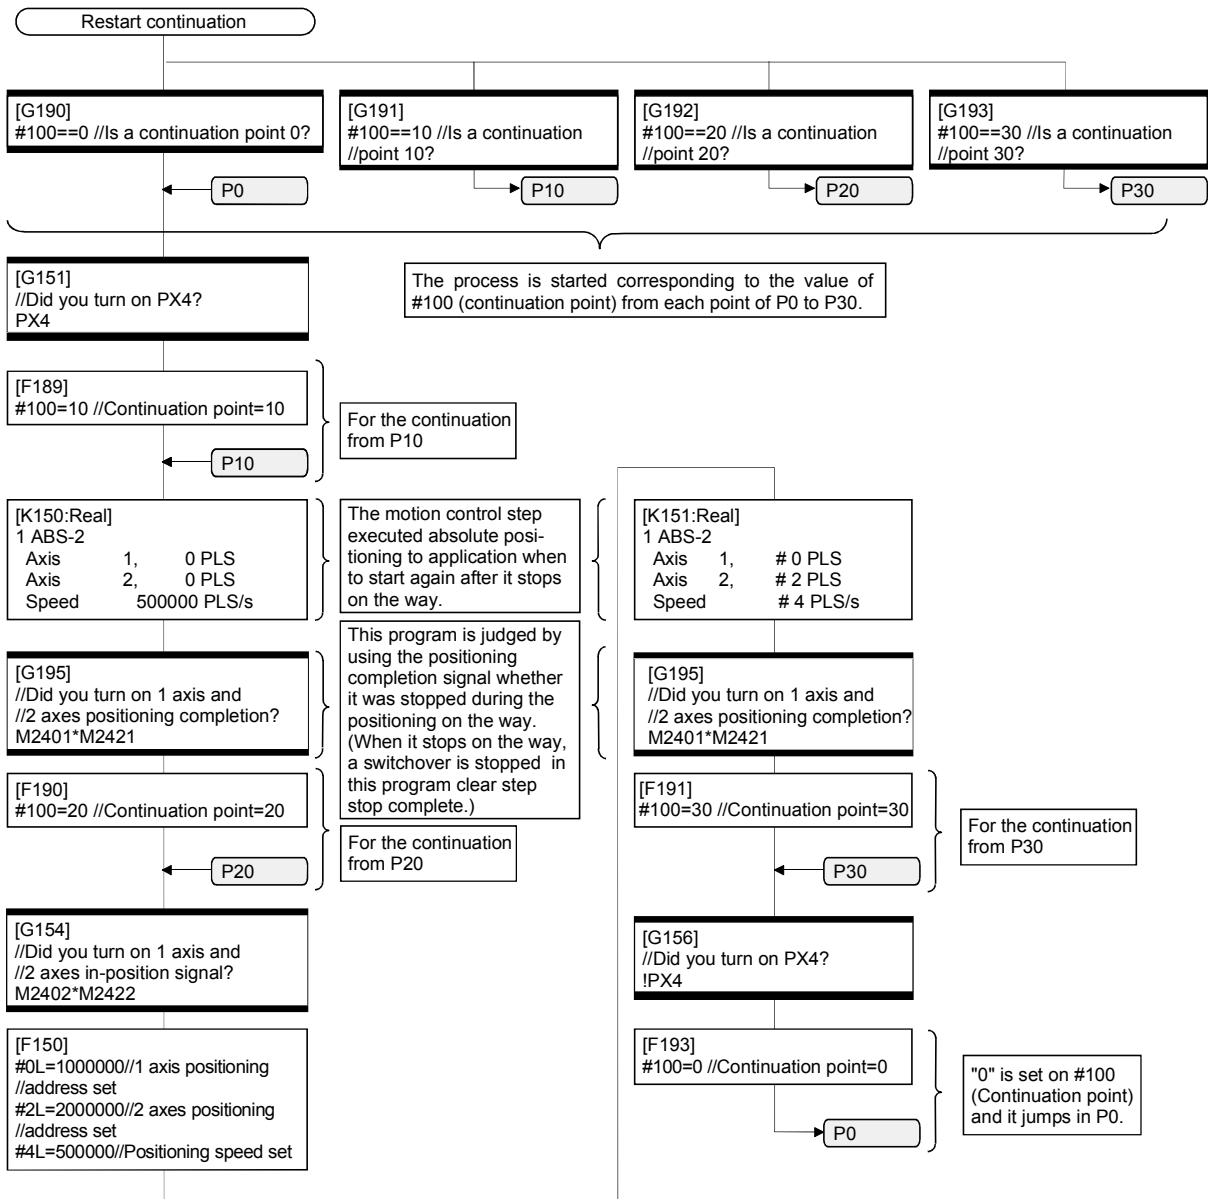 Restart continuation
[G190]
#100==0 //Is a continuation point 0?
[G191]
#100==10 //Is a continuation
//point 10?
[G192]
#100==20 //Is a continuation
//point 20?
[G193]
#100==30 //Is a continuation
//point 30?
P0
P10
P20
P30
The process is started corresponding to the value of
#100 (continuation point) from each point of P0 to P30.
[G151]
//Did you turn on PX4?
PX4
[F189]
#100=10 //Continuation point=10
For the continuation
from P10
P10
[K150:Real]
1 ABS-2
Axis 1, 0 PLS
Axis 2, 0 PLS
Speed 500000 PLS/s
The motion control step
executed absolute posi-
tioning to application when
to start again after it stops
on the way.
[G195]
//Did you turn on 1 axis and
//2 axes positioning completion?
M2401*M2421
This program is judged by
using the positioning
completion signal whether
it was stopped during the
positioning on the way.
(When it stops on the way,
a switchover is stopped in
this program clear step
stop complete.)
[F190]
#100=20 //Continuation point=20
For the continuation
from P20
P20
[G154]
//Did you turn on 1 axis and
//2 axes in-position signal?
M2402*M2422
[F150]
#0L=1000000//1 axis positioning
//address set
#2L=2000000//2 axes positioning
//address set
#4L=500000//Positioning speed set
[K151:Real]
1 ABS-2
Axis 1, # 0 PLS
Axis 2, # 2 PLS
Speed # 4 PLS/s
[G195]
//Did you turn on 1 axis and
//2 axes positioning completion?
M2401*M2421
[F191]
#100=30 //Continuation point=30
For the continuation
from P30
P30
[G156]
//Did you turn on PX4?
!PX4
[F193]
#100=0 //Continuation point=0
"0" is set on #100
(Continuation point)
and it jumps in P0.
P0